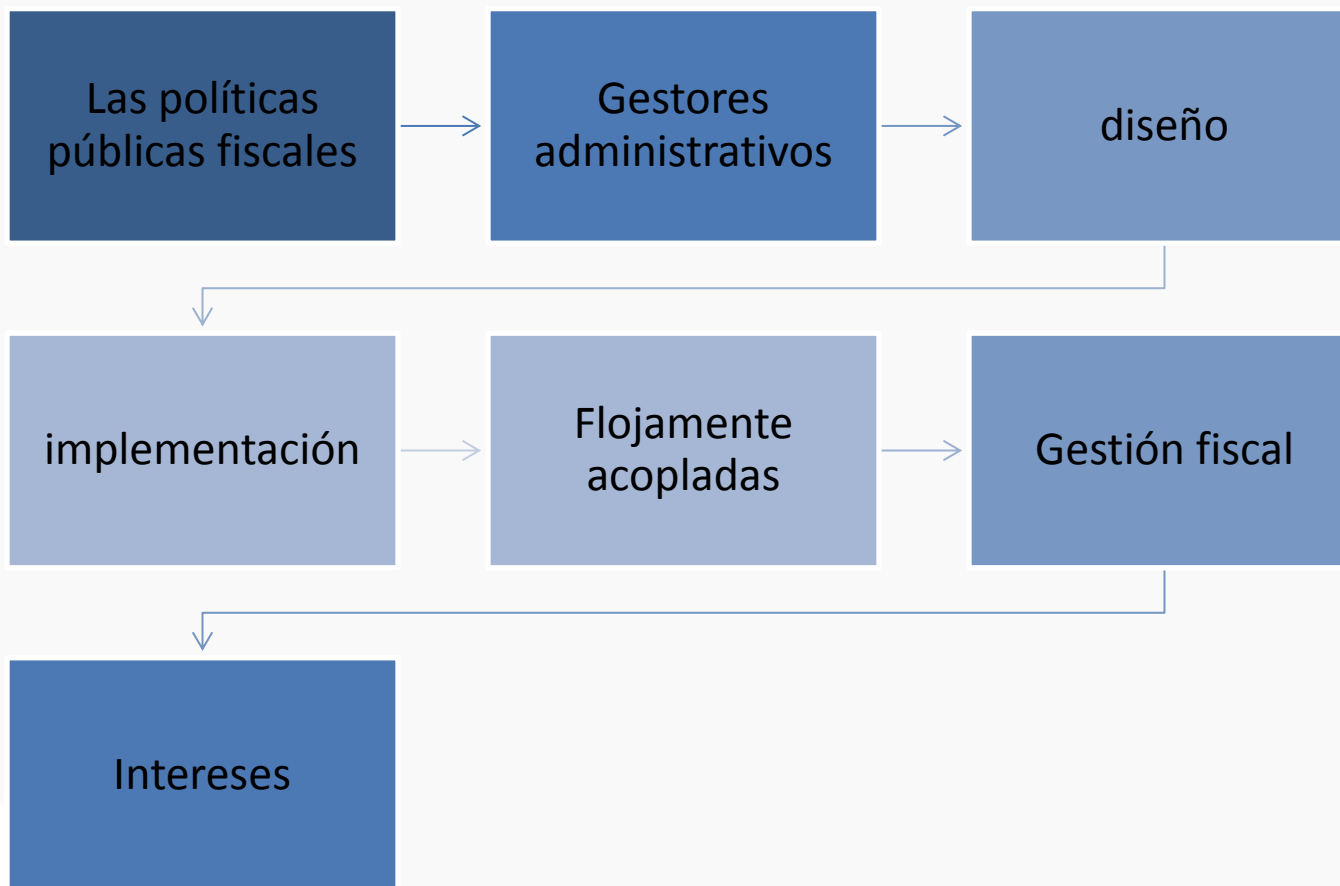 Las políticas
públicas fiscales
Gestores
administrativos
diseño
implementación
Flojamente
acopladas
Gestión fiscal
Intereses